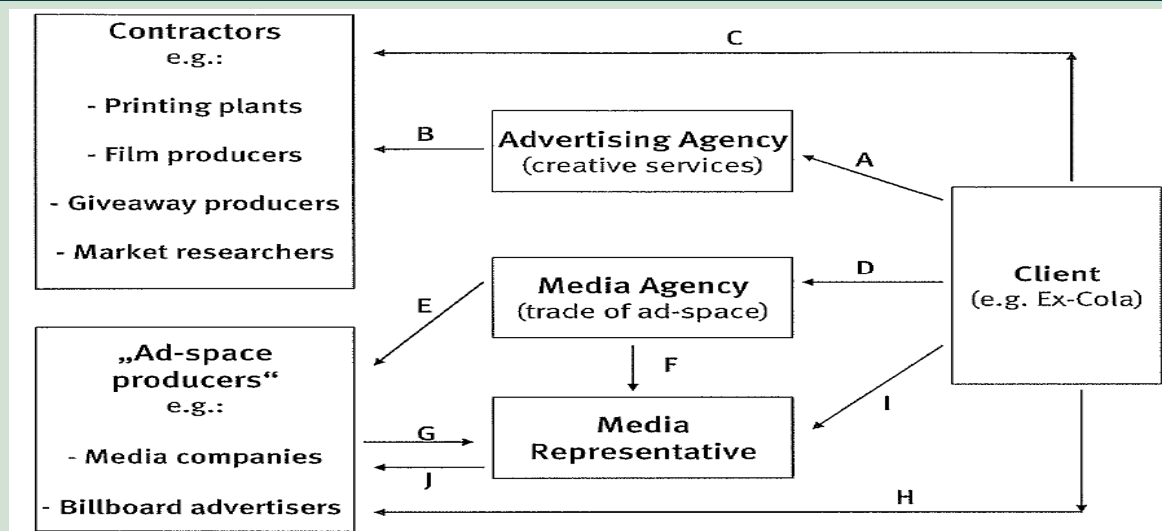 Contractors
e.g.:
- Printing plants
- Film producers
- Giveaway producers
- Market researchers
C
B
Advertising Agency
(creative services)
A
Media Agency
(trade of ad-space)
D
Client
(e.g. Ex-Cola)
E
F
„Ad-space
producers“
e.g.:
- Media companies
- Billboard advertisers
G
J
Media
Representative
I
H